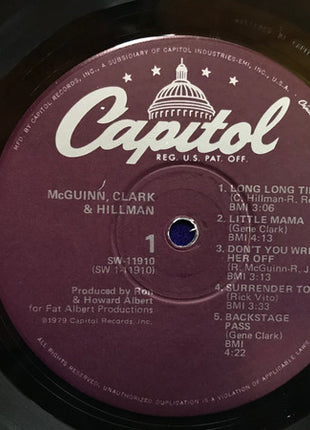 MFD. BY CAPITOL RECORDS, INC., A SUBSIDIARY OF CAPITOL INDUSTRIES-EMI, INC., U.S.A.
Capitol
REG. U.S. PAT. OFF.
McGUINN, CLARK
& HILLMAN
1
SW-11910
(SW 1-11910)
Produced by Ron
& Howard Albert
for Fat Albert Productions
℗1979 Capitol Records, Inc.
1. LONG LONG TI
(C. Hillman-R. Re
BMI 3:06
2. LITTLE MAMA
(Gene Clark)
BMI 4:13
3. DON'T YOU WRI
HER OFF
(R. McGuinn-R. J
BMI 3:13
4. SURRENDER TO
(Rick Vito)
BMI 3:33
5. BACKSTAGE
PASS
(Gene Clark)
BMI
4:22
ALL RIGHTS RESERVED. UNAUTHORIZED DUPLICATION IS A VIOLATION OF APPLICABLE LAWS.